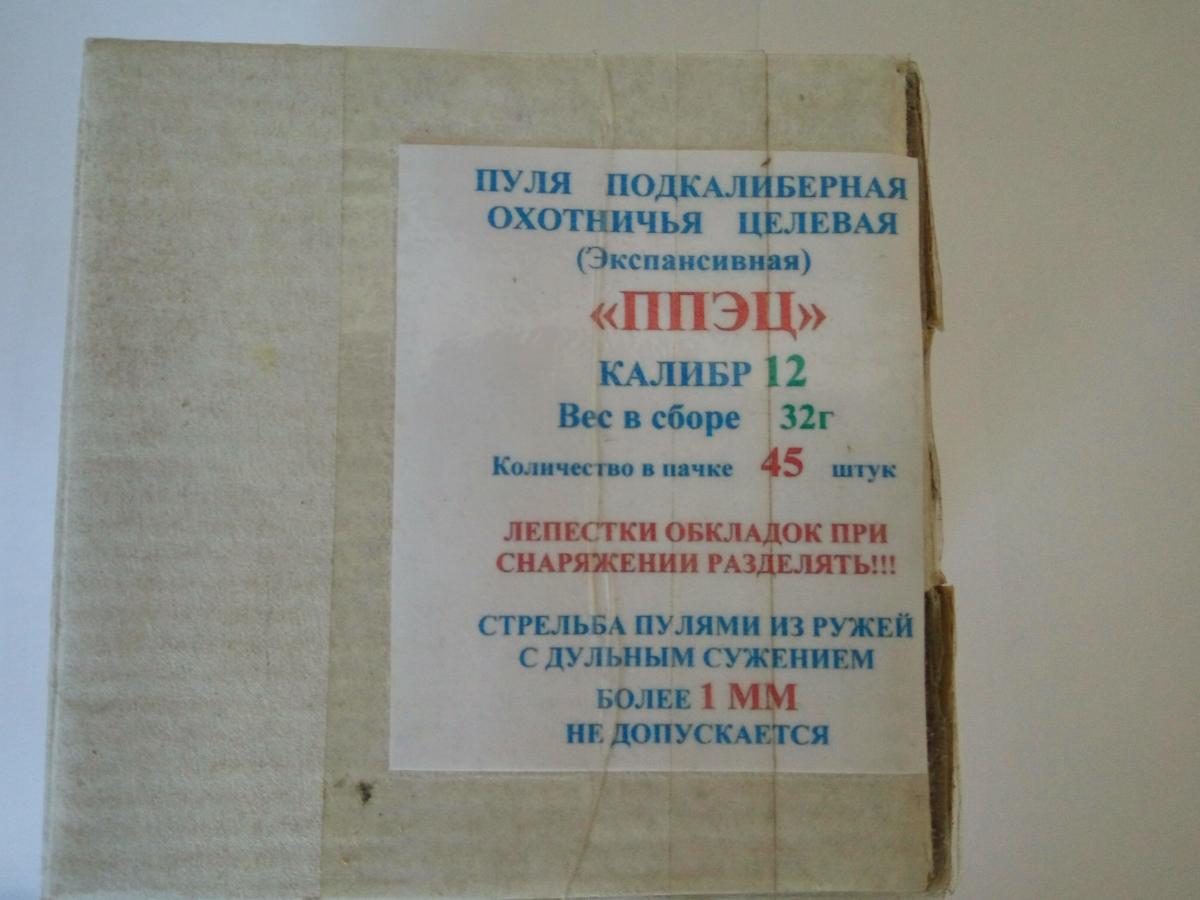 ПУЛЯ ПОДКАЛИБЕРНАЯ
ОХОТНИЧЬЯ ЦЕЛЕВАЯ
(Экспансивная)
«ППЭЦ»
КАЛИБР 12
Вес в сборе 32г
Количество в пачке 45 штук
ЛЕПЕСТКИ ОБКЛАДОК ПРИ
СНАРЯЖЕНИИ РАЗДЕЛЯТЬ!!!
СТРЕЛЬБА ПУЛЯМИ ИЗ РУЖЕЙ
С ДУЛЬНЫМ СУЖЕНИЕМ
БОЛЕЕ 1 ММ
НЕ ДОПУСКАЕТСЯ